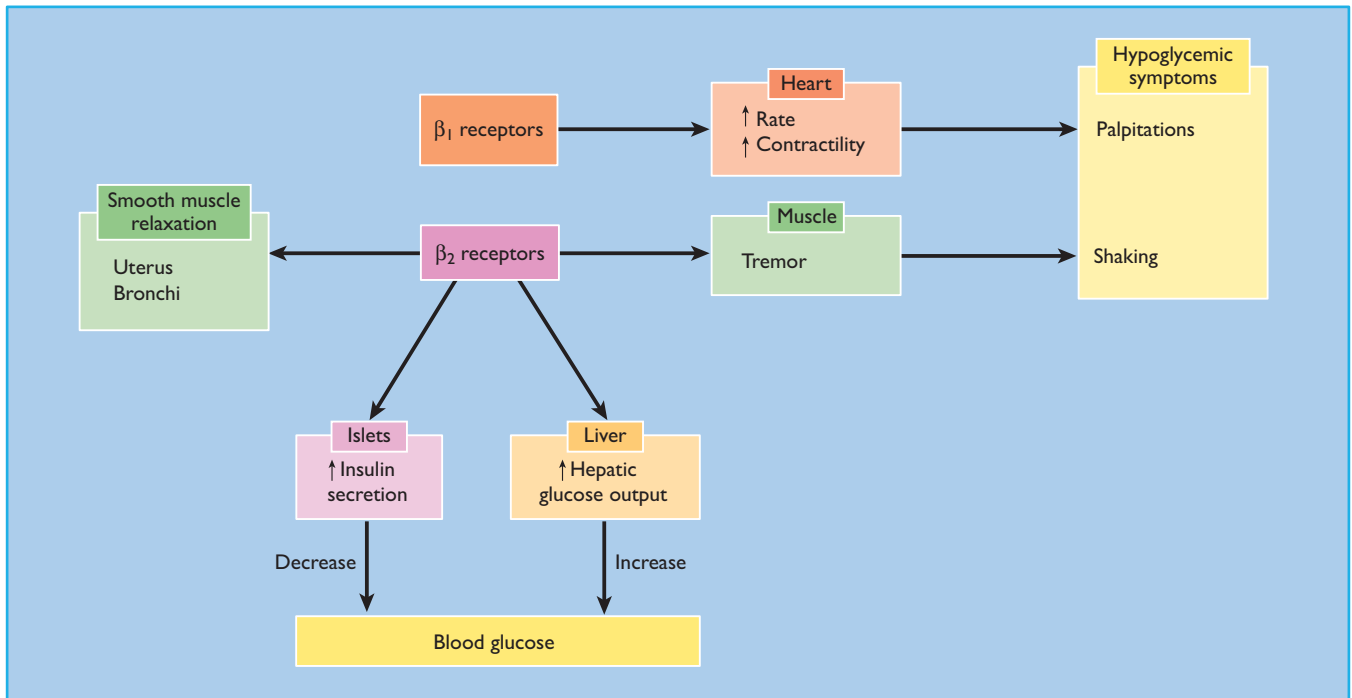 Hypoglycemic
symptoms
Heart
β1 receptors
↑ Rate
↑ Contractility
Palpitations
Smooth muscle
relaxation
Uterus
Bronchi
β2 receptors
Muscle
Tremor
Shaking
Islets
↑ Insulin
secretion
Liver
↑ Hepatic
glucose output
Decrease
Increase
Blood glucose